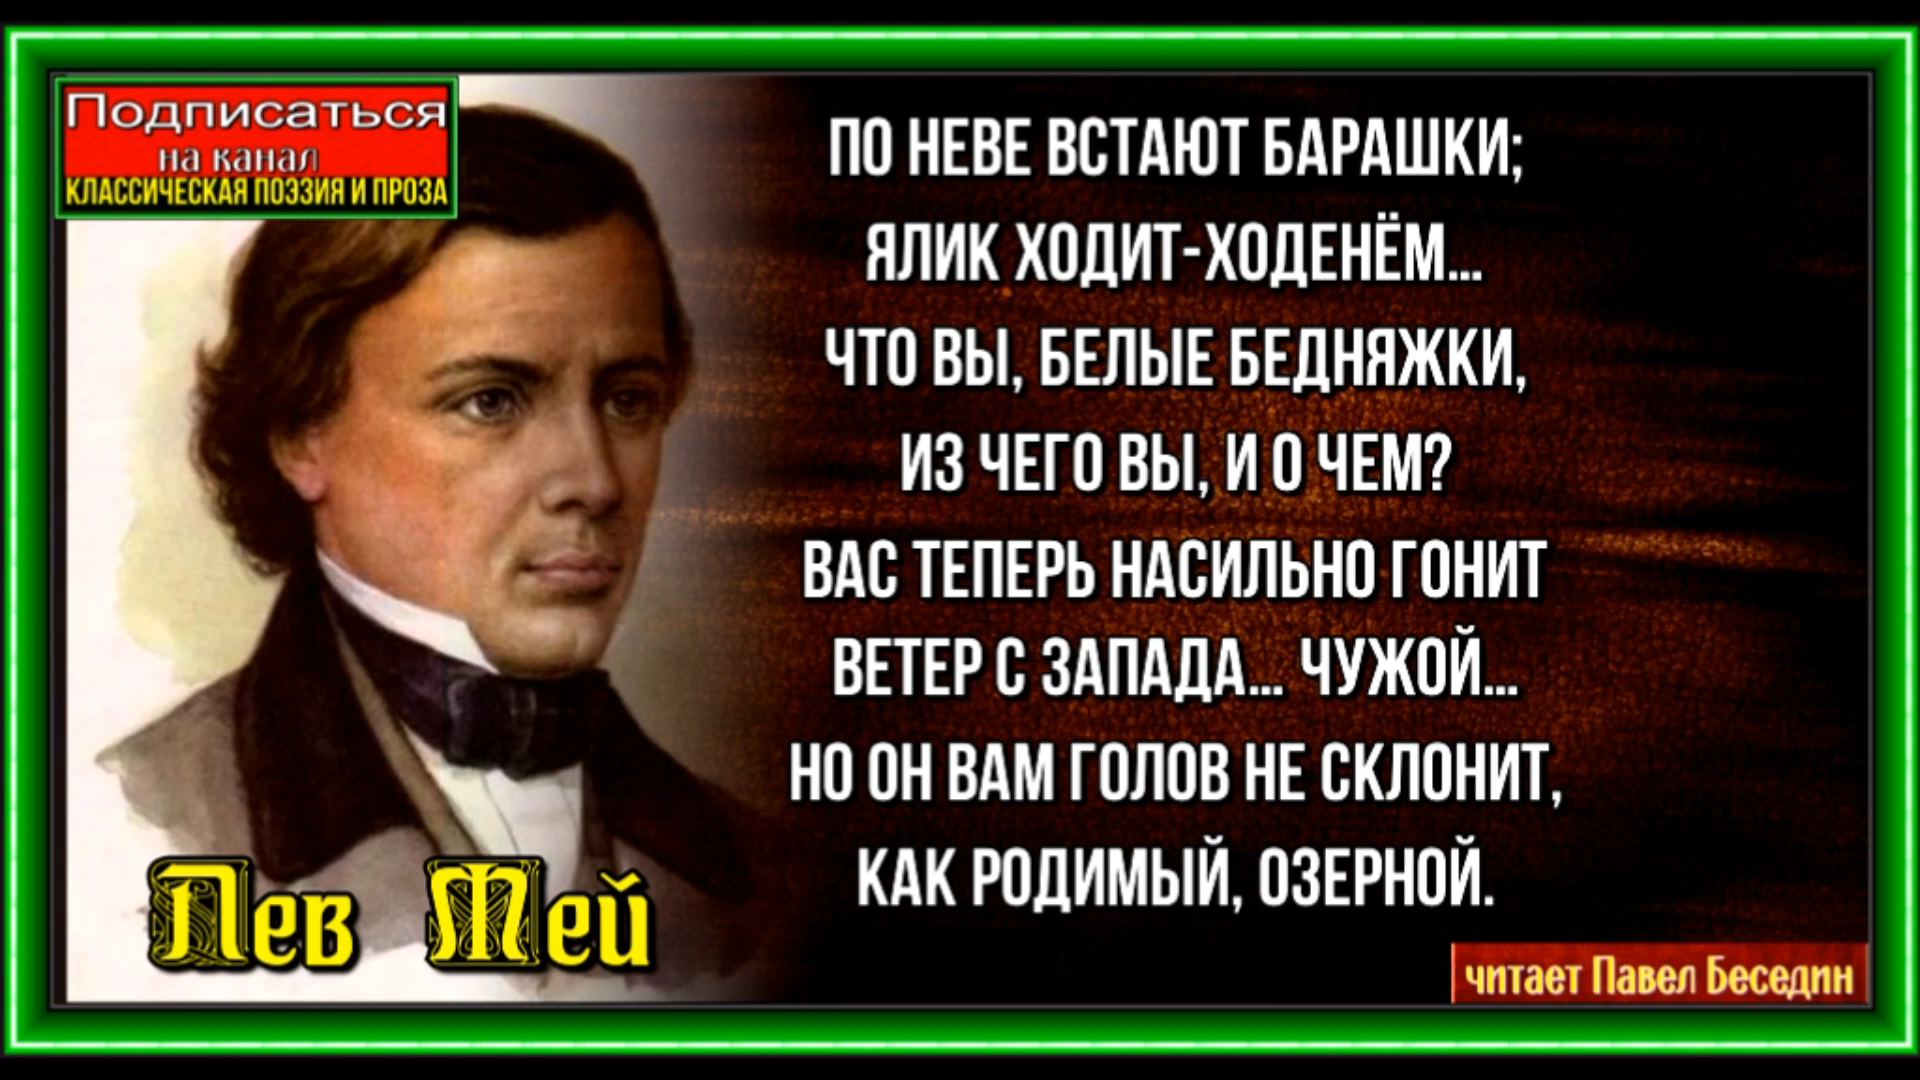 Подписаться
на канал
КЛАССИЧЕСКАЯ ПОЭЗИЯ И ПРОЗА
ПО НЕВЕ ВСТАЮТ БАРАШКИ;
ЯЛИК ХОДИТ-ХОДЕНЁМ...
ЧТО ВЫ, БЕЛЫЕ БЕДНЯЖКИ,
ИЗ ЧЕГО ВЫ, И О ЧЕМ?
ВАС ТЕПЕРЬ НАСИЛЬНО ГОНИТ
ВЕТЕР С ЗАПАДА... ЧУЖОЙ...
НО ОН ВАМ ГОЛОВ НЕ СКЛОНИТ,
КАК РОДИМЫЙ, ОЗЕРНОЙ.
Лев Мей
читает Павел Беседин